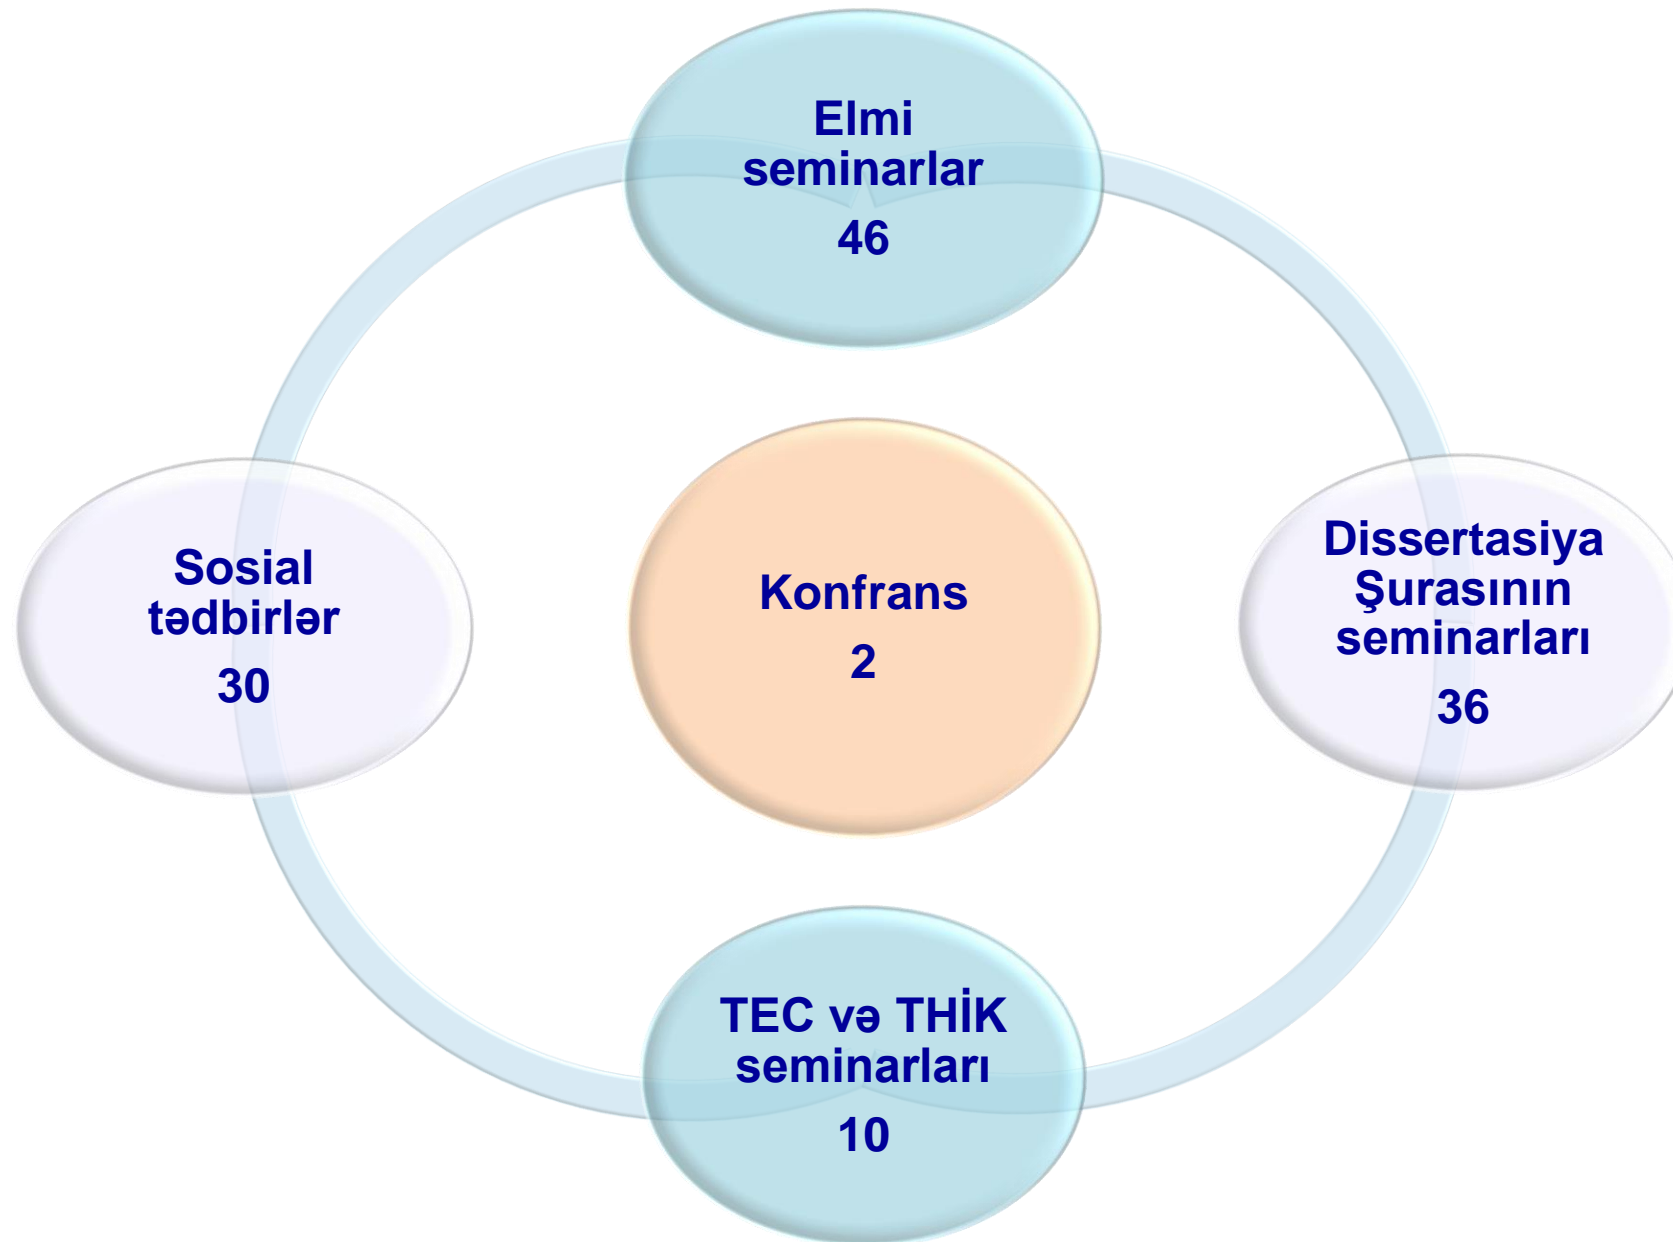 Elmi
seminarlar
46
Sosial
tədbirlər
30
Konfrans
2
Dissertasiya
Şurasının
seminarları
36
TEC və THİK
seminarları
10